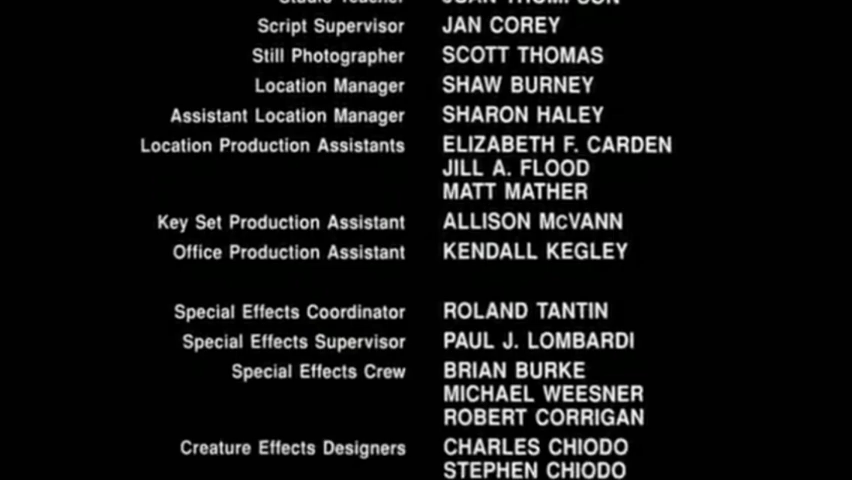 Script Supervisor JAN COREY
Still Photographer SCOTT THOMAS
Location Manager SHAW BURNEY
Assistant Location Manager SHARON HALEY
Location Production Assistants ELIZABETH F. CARDEN
JILL A. FLOOD
MATT MATHER
Key Set Production Assistant ALLISON McVANN
Office Production Assistant KENDALL KEGLEY
Special Effects Coordinator ROLAND TANTIN
Special Effects Supervisor PAUL J. LOMBARDI
Special Effects Crew BRIAN BURKE
MICHAEL WEESNER
ROBERT CORRIGAN
Creature Effects Designers CHARLES CHIODO
STEPHEN CHIODO